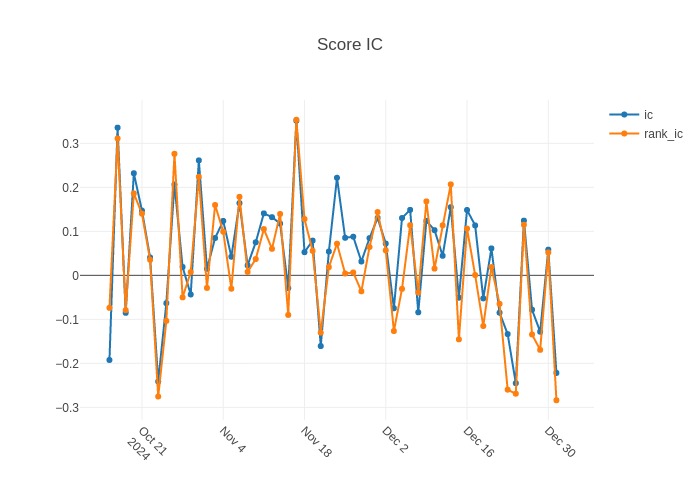 Score IC
ic
rank_ic
0.3
0.2
0.1
0
−0.1
−0.2
−0.3
Oct 21
2024
Nov 4
Nov 18
Dec 2
Dec 16
Dec 30